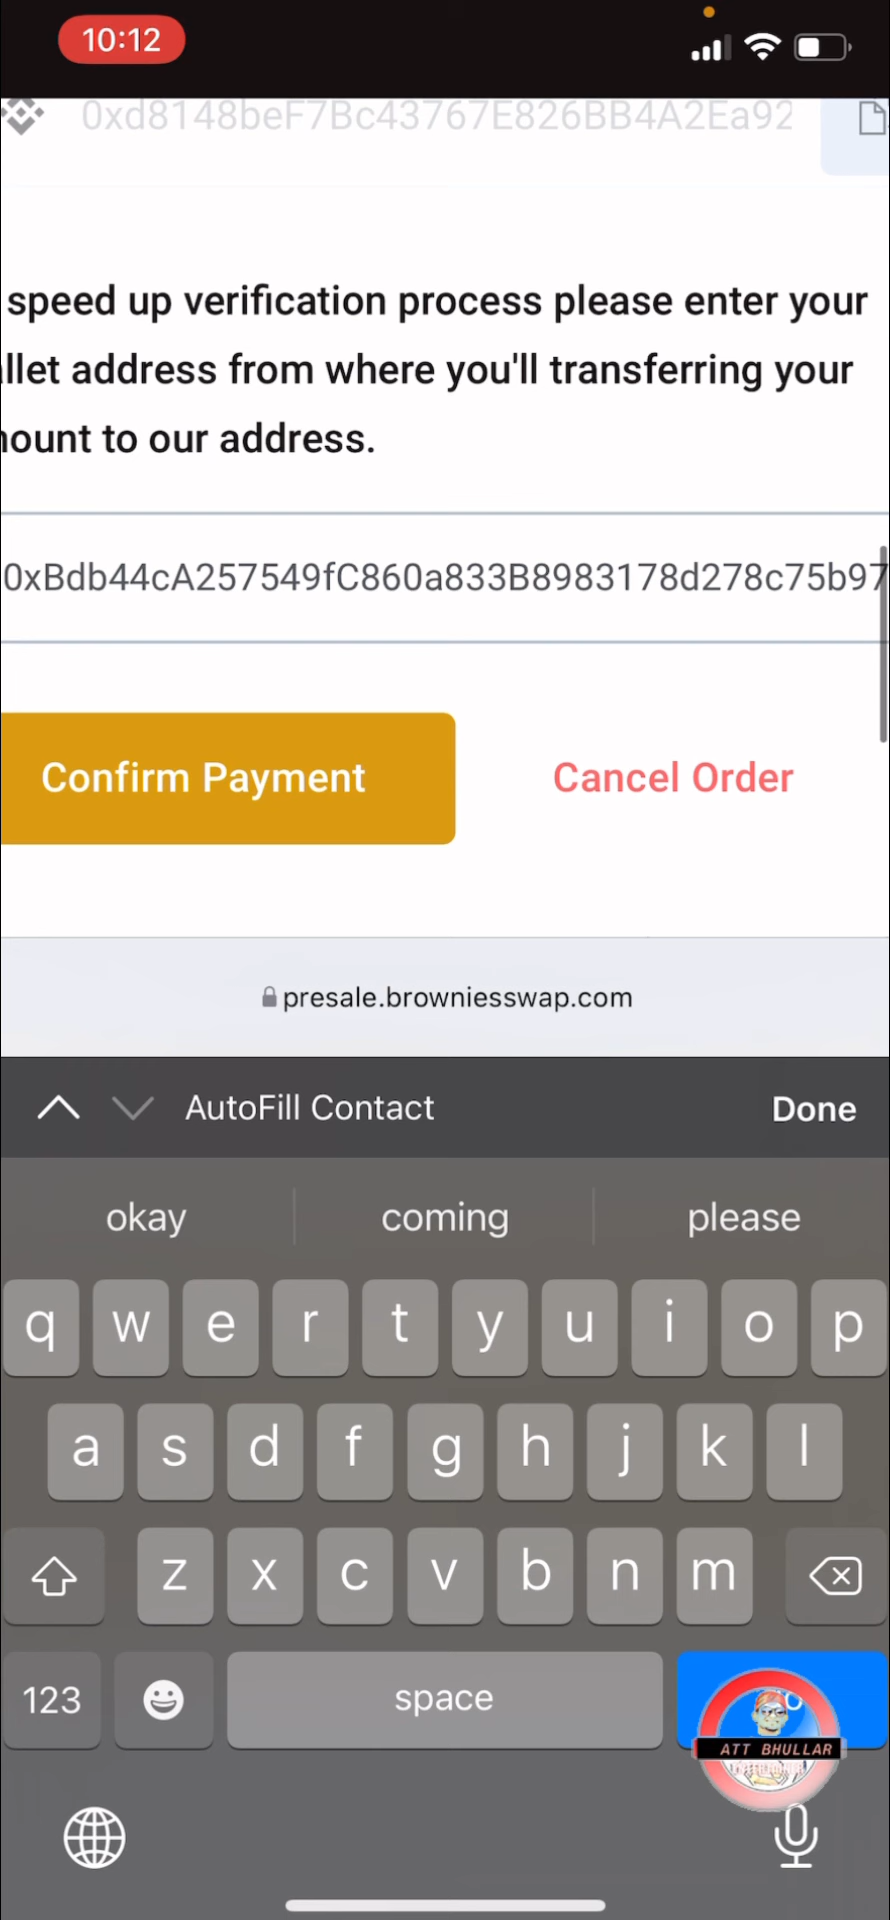 10:12
0xd8148beF7Bc43767E826BB4A2Ea92
speed up verification process please enter your
llet address from where you'll transferring your
ount to our address.
0xBdb44cA257549fC860a833B8983178d278c75b97
Confirm Payment
Cancel Order
presale.browniesswap.com
AutoFill Contact
Done
okay
coming
please
q w e r t y u i o p
a s d f g h j k l
z x c v b n m
123
space
ATT BHULLAR